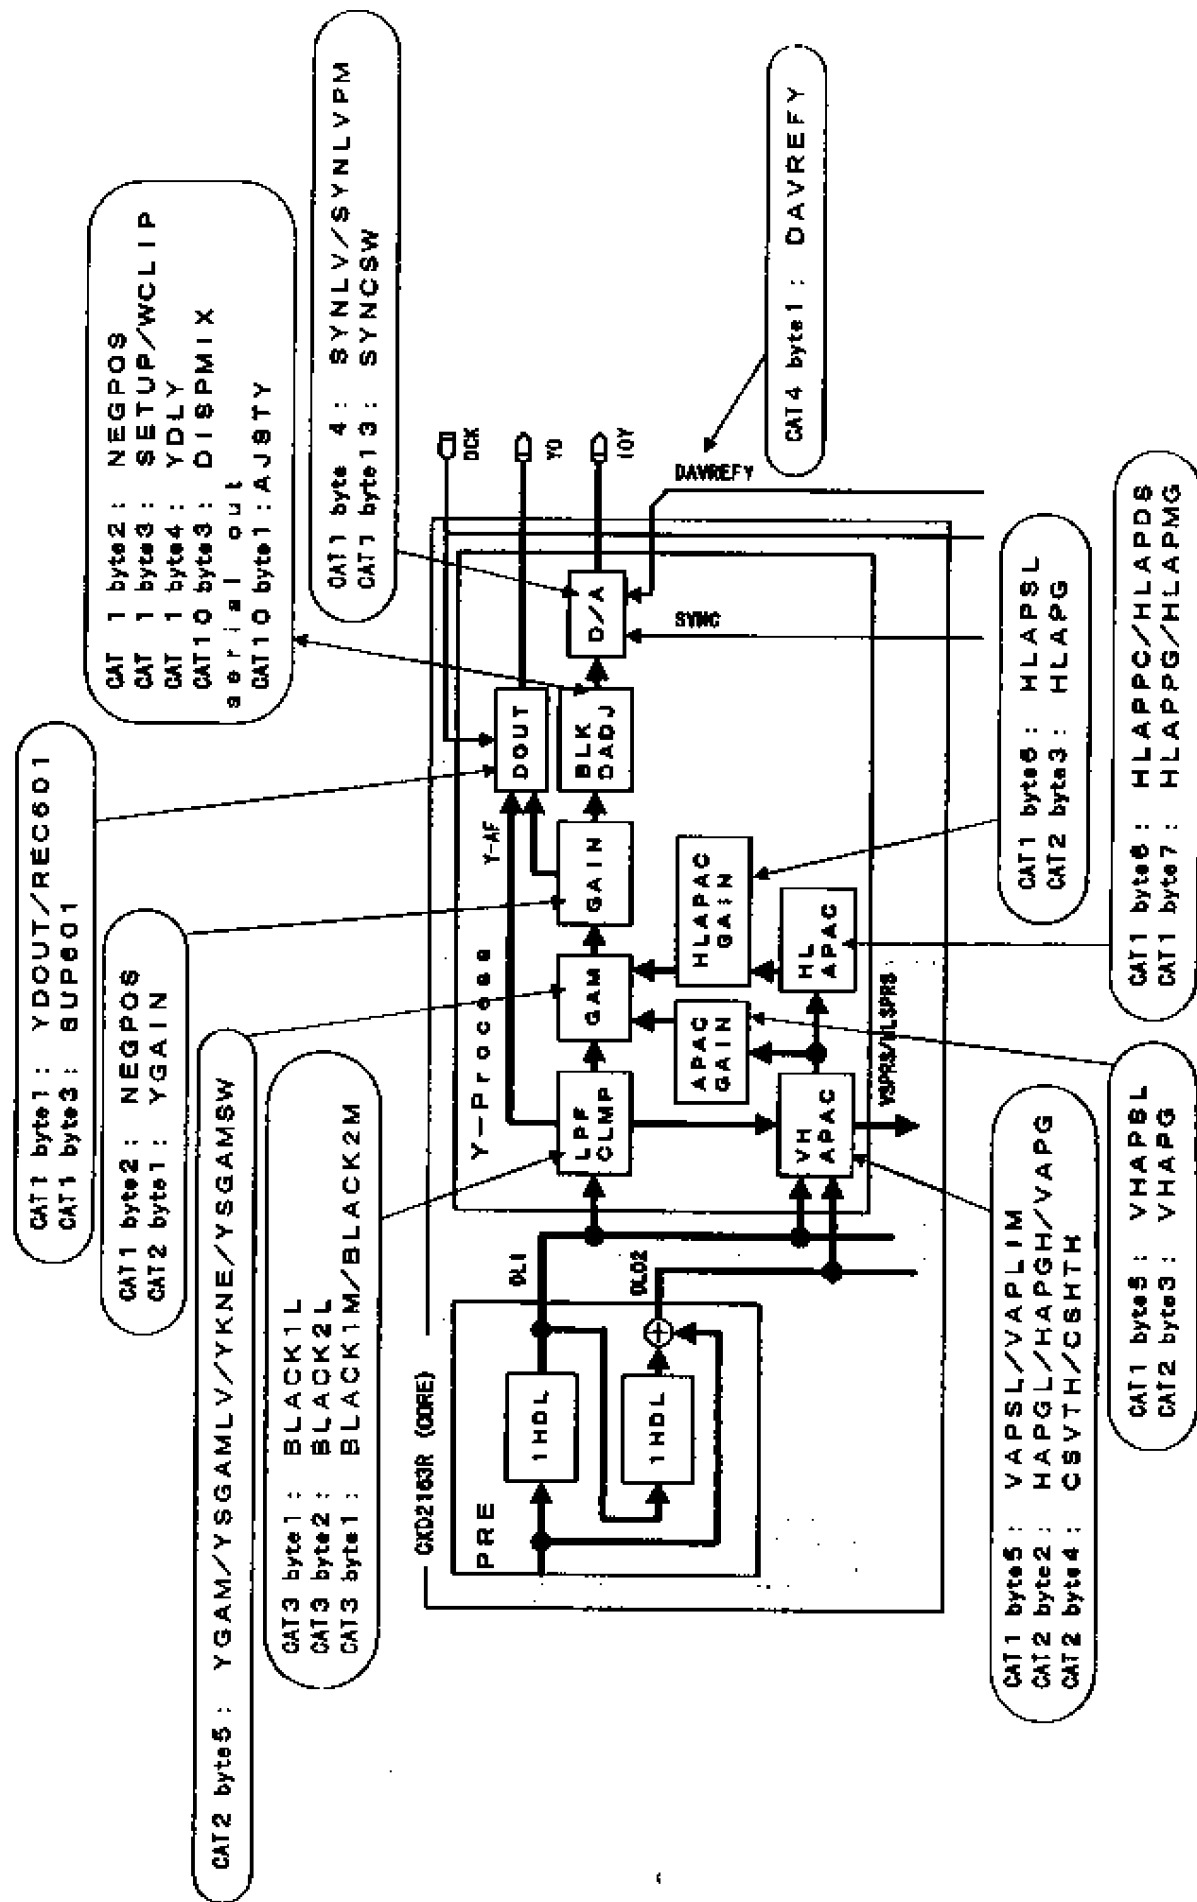 CAT1 byte1: YDOUT/REC601
CAT1 byte3: SUP601
CAT1 byte2: NEGPOS
CAT2 byte1: YGAIN
CAT2 byte5: YGAM/YSGAMLV/YKNE/YSGAMSW
CAT3 byte1: BLACK1L
CAT3 byte2: BLACK2L
CAT3 byte1: BLACK1M/BLACK2M
CAT 1 byte2: NEGPOS
CAT 1 byte3: SETUP/WCLIP
CAT 1 byte4: YDLY
CAT10 byte3: DISPMIX
serial out
CAT10 byte1: AJSTY
CAT1 byte 4: SYNLV/SYNLVPM
CAT1 byte13: SYNCSW
CAT4 byte1: DAVREFY
CXD2163R (CORE)
PRE
1HDL
1HDL
DL1
DL02
Y-Process
LPF
CLMP
GAM
GAIN
Y-AF
DOUT
BLK
DADJ
D/A
DCK
YO
IOY
DAVREFY
SYNC
VH
APAC
APAC
GAIN
HLAPAC
GAIN
HL
APAC
VSPRS/HLSPRS
CAT1 byte5: VAPSL/VAPLIM
CAT2 byte2: HAPGL/HAPGH/VAPG
CAT2 byte4: CSVTH/CSHTH
CAT1 byte5: VHAPSL
CAT2 byte3: VHAPG
CAT1 byte6: HLAPSL
CAT2 byte3: HLAPG
CAT1 byte6: HLAPPC/HLAPDS
CAT1 byte7: HLAPPG/HLAPMG